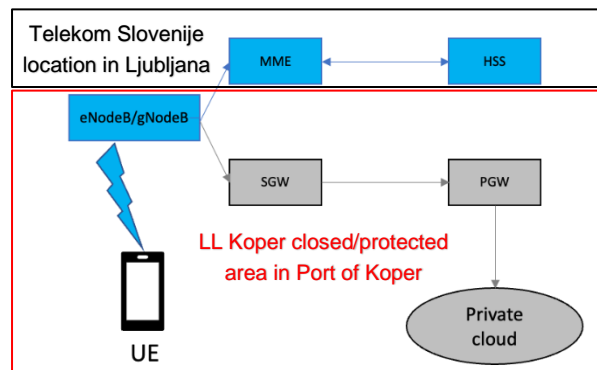 Telekom Slovenije
location in Ljubljana
MME
HSS
eNodeB/gNodeB
SGW
PGW
LL Koper closed/protected
area in Port of Koper
UE
Private
cloud